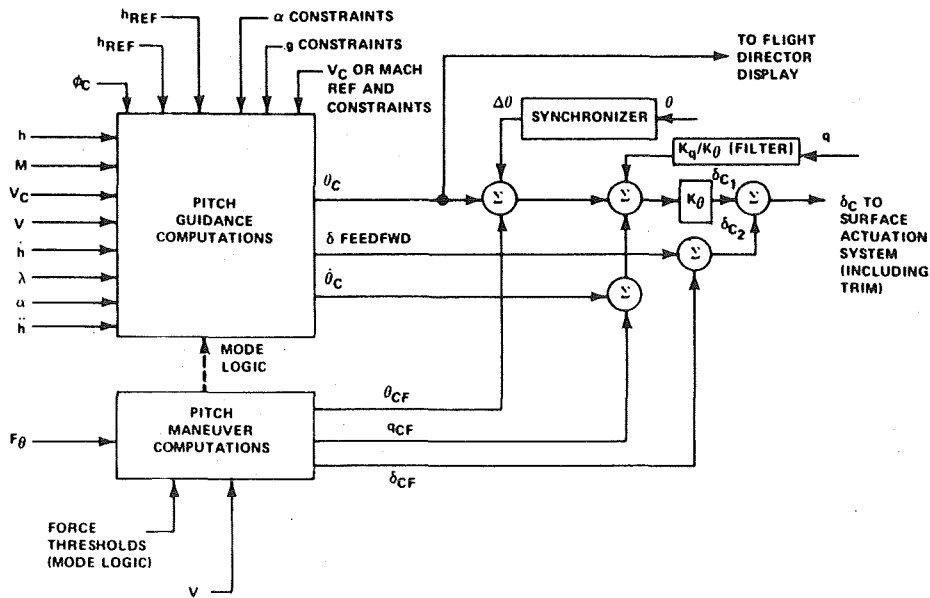 hREF
α CONSTRAINTS
hREF
g CONSTRAINTS
ϕC
VC OR MACH
REF AND
CONSTRAINTS
TO FLIGHT
DIRECTOR
DISPLAY
Δθ
SYNCHRONIZER
θ
h
M
VC
V
ḣ
λ
α
ḧ
PITCH
GUIDANCE
COMPUTATIONS
θC
δ FEEDFWD
θ̇C
Kq/Kθ (FILTER)
q
Σ
Σ
Kθ
δC1
δC2
Σ
Σ
Σ
δC TO
SURFACE
ACTUATION
SYSTEM
(INCLUDING
TRIM)
MODE
LOGIC
PITCH
MANEUVER
COMPUTATIONS
Fθ
θCF
qCF
δCF
FORCE
THRESHOLDS
(MODE LOGIC)
V